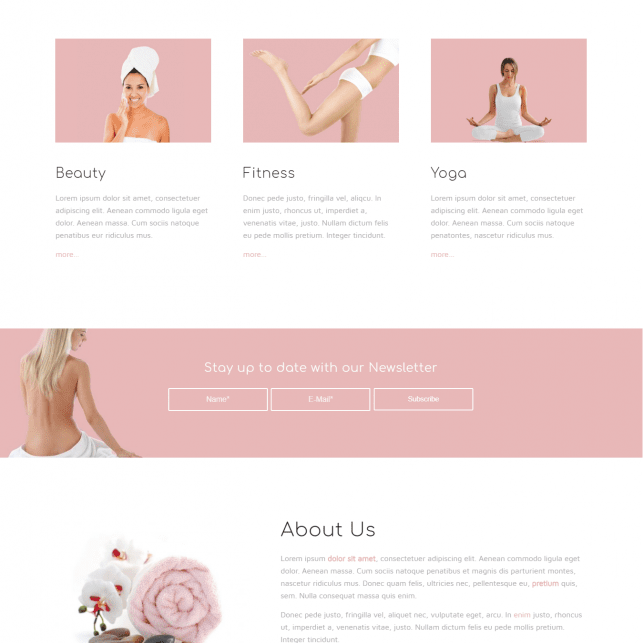 Beauty
Lorem ipsum dolor sit amet, consectetuer
adipiscing elit. Aenean commodo ligula eget
dolor. Aenean massa. Cum sociis natoque
penatibus eur ridiculus mus.
more...
Fitness
Donec pede justo, fringilla vel, aliqcu. In
enim justo, rhoncus ut, imperdiet a,
venenatis vitae, justo. Nullam dictum felis
eu pede mollis pretium. Integer tincidunt.
more...
Yoga
Lorem ipsum dolor sit amet, consectetuer
adipiscing elit. Aenean commodo ligula eget
dolor. Aenean massa. Cum sociis natoque
penatontes, nascetur ridiculus mus.
more...
Stay up to date with our Newsletter
Name*
E-Mail*
Subscribe
About Us
Lorem ipsum dolor sit amet, consectetuer adipiscing elit. Aenean commodo ligula eget
dolor. Aenean massa. Cum sociis natoque penatibus et magnis dis parturient montes,
nascetur ridiculus mus. Donec quam felis, ultricies nec, pellentesque eu, pretium quis,
sem. Nulla consequat massa quis enim.
Donec pede justo, fringilla vel, aliquet nec, vulputate eget, arcu. In enim justo, rhoncus
ut, imperdiet a, venenatis vitae, justo. Nullam dictum felis eu pede mollis pretium.
Integer tincidunt.